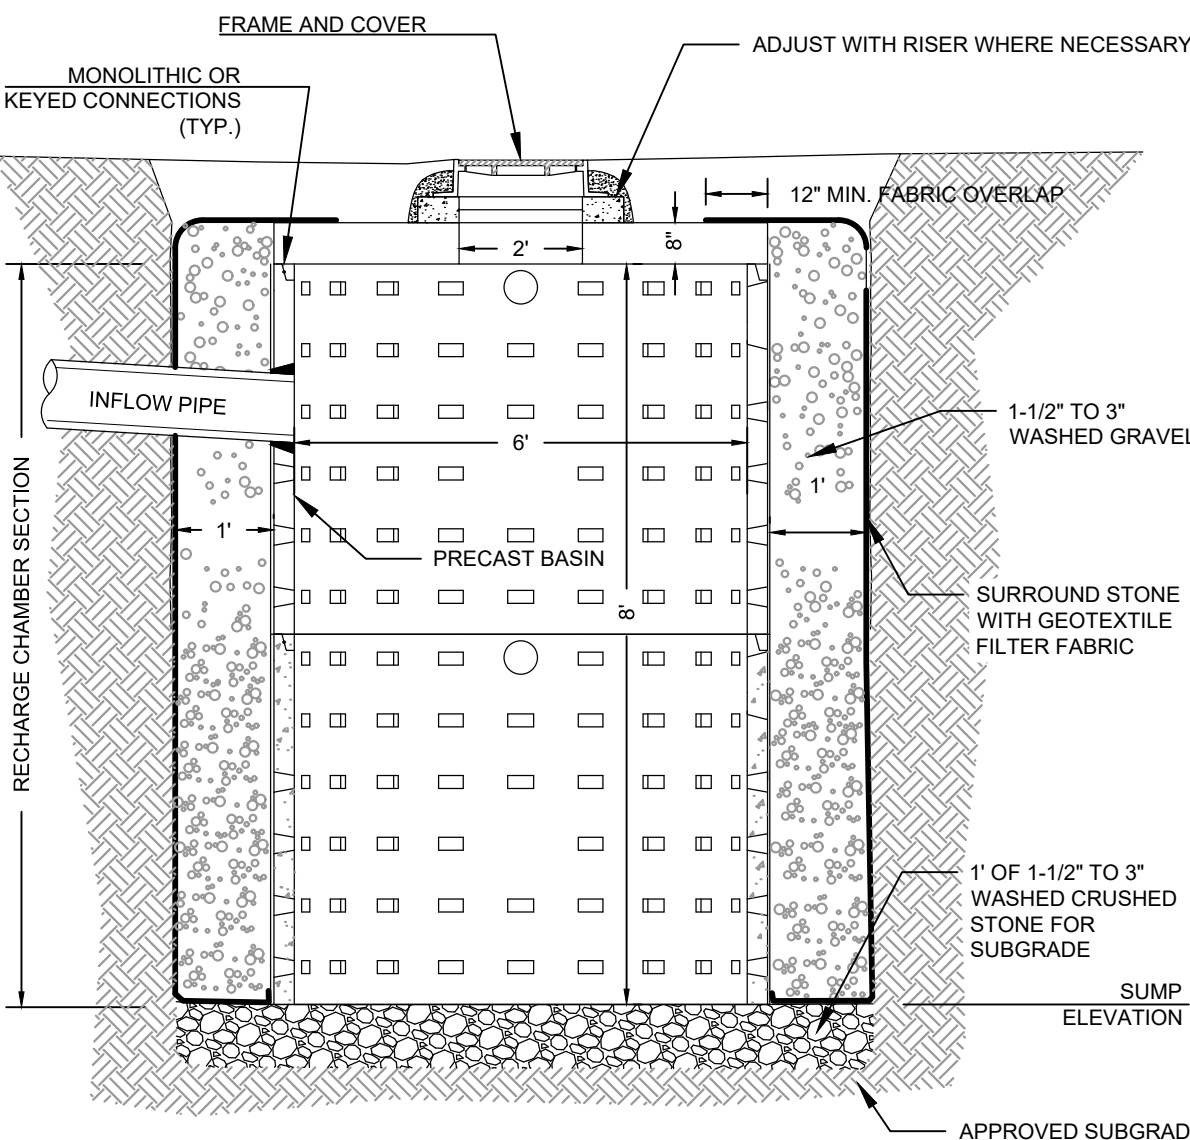 FRAME AND COVER
ADJUST WITH RISER WHERE NECESSARY
MONOLITHIC OR
KEYED CONNECTIONS
(TYP.)
12" MIN. FABRIC OVERLAP
2'
8"
INFLOW PIPE
6'
1-1/2" TO 3"
WASHED GRAVEL
1'
1'
PRECAST BASIN
RECHARGE CHAMBER SECTION
8'
SURROUND STONE
WITH GEOTEXTILE
FILTER FABRIC
1' OF 1-1/2" TO 3"
WASHED CRUSHED
STONE FOR
SUBGRADE
SUMP
ELEVATION
APPROVED SUBGRAD